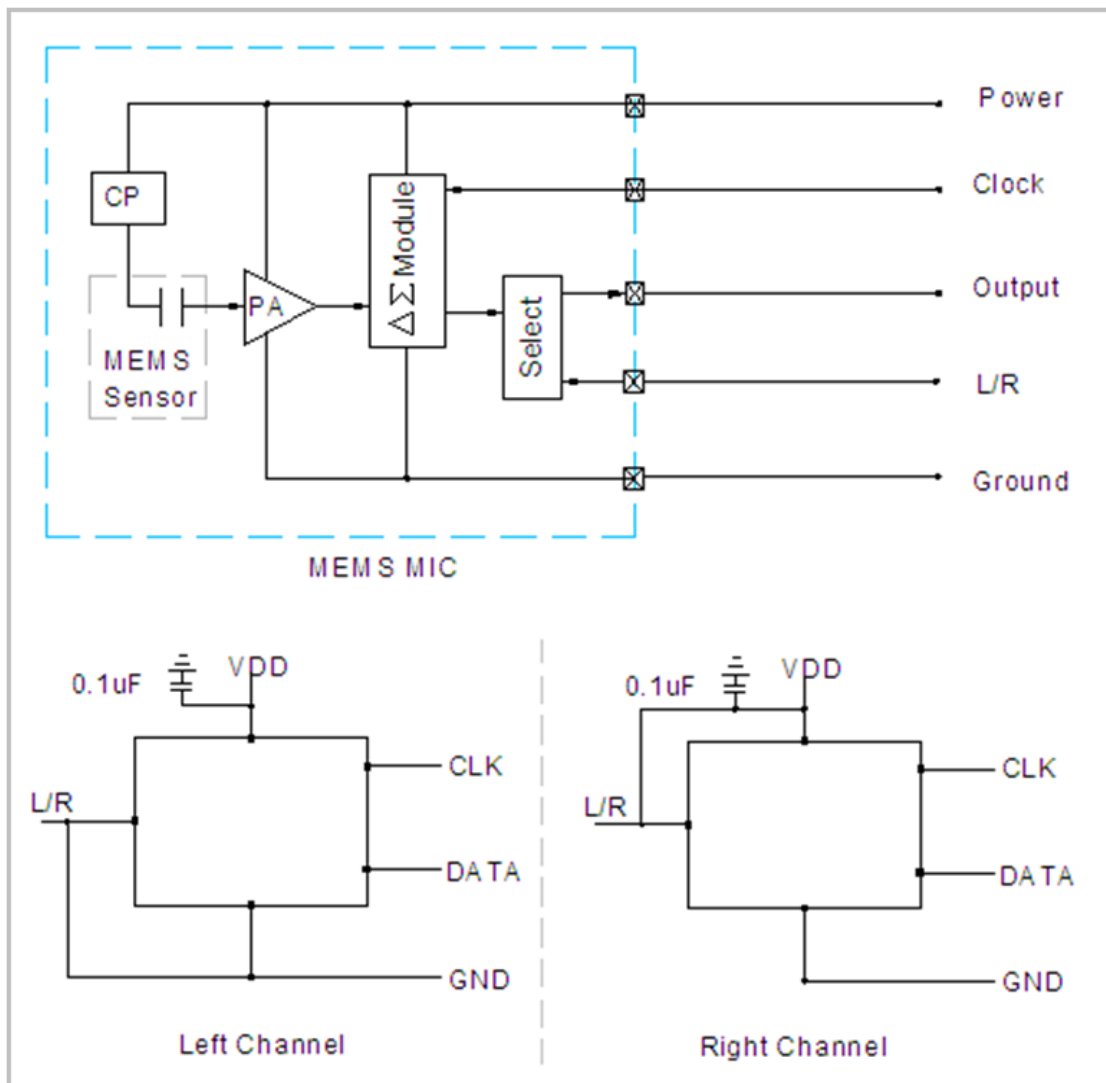 Power
CP
Clock
ΔΣ Module
PA
Output
Select
MEMS
Sensor
L/R
Ground
MEMS MIC
0.1uF
VDD
0.1uF
VDD
CLK
CLK
L/R
L/R
DATA
DATA
GND
GND
Left Channel
Right Channel